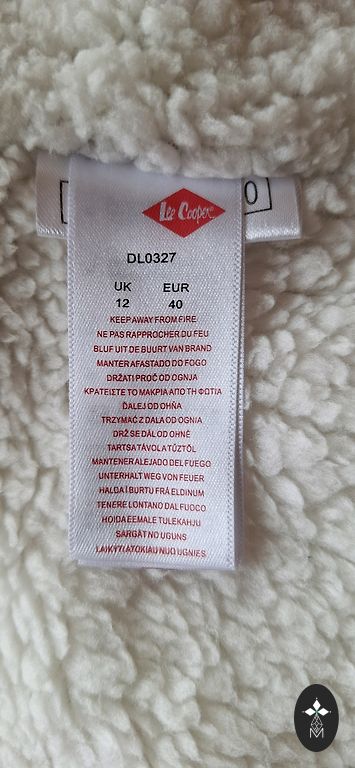 Lee Cooper
0
DL0327
UK EUR
12 40
KEEP AWAY FROM FIRE
NE PAS RAPPROCHER DU FEU
BLIJF UIT DE BUURT VAN BRAND
MANTER AFASTADO DO FOGO
DRŽATI PROČ OD OGNJA
ΚΡΑΤΕΙΣΤΕ ΤΟ ΜΑΚΡΙΑ ΑΠΟ ΤΗ ΦΩΤΙΑ
ĎALEJ OD OHŇA
TRZYMAĆ Z DALA OD OGNIA
DRŽ SE DÁL OD OHNĚ
TARTSA TÁVOL A TŰZTŐL
MANTENER ALEJADO DEL FUEGO
UNTERHALT WEG VON FEUER
HALDA Í BURTU FRÁ ELDINUM
TENERE LONTANO DAL FUOCO
HOIDA EEMALE TULEKAHJU
SARGĀT NO UGUNS
LAIKYTI ATOKIAU NUO UGNIES
M